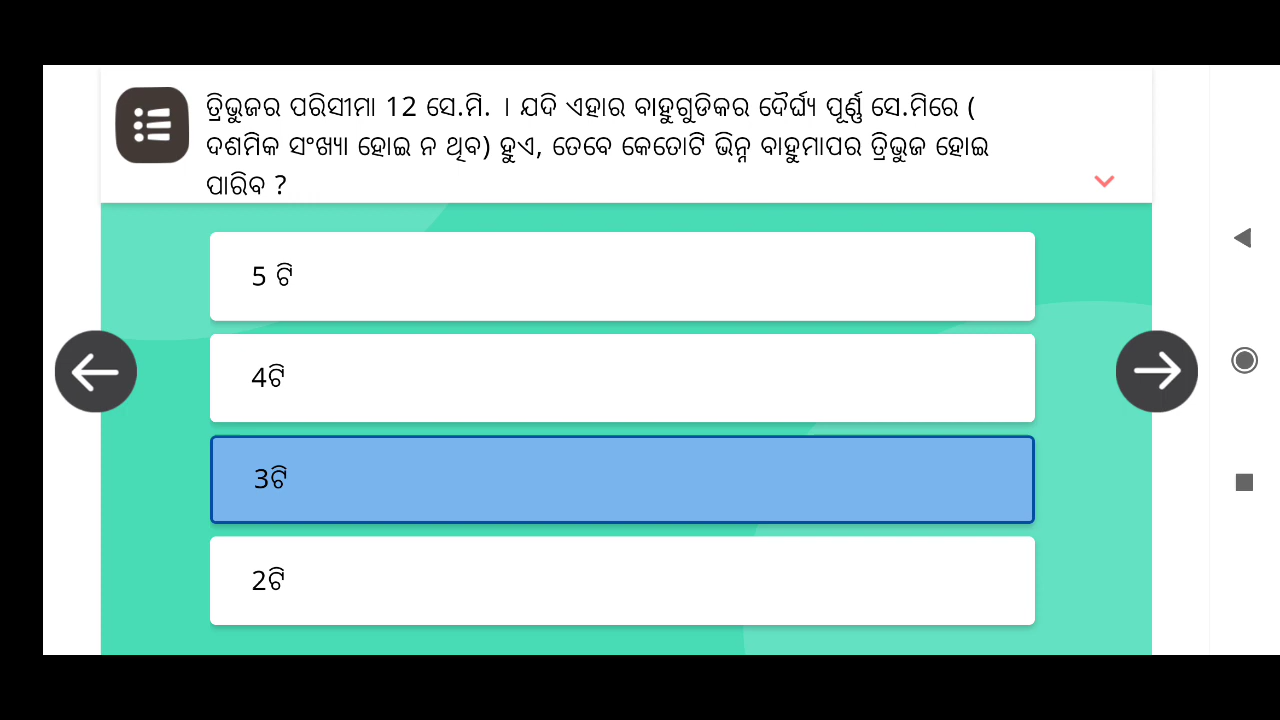 ତ୍ରିଭୁଜର ପରିସୀମା 12 ସେ.ମି. । ଯଦି ଏହାର ବାହୁଗୁଡିକର ଦୈର୍ଘ୍ୟ ପୂର୍ଣ୍ଣ ସେ.ମିରେ (
ଦଶମିକ ସଂଖ୍ୟା ହୋଇ ନ ଥିବ) ହୁଏ, ତେବେ କେତୋଟି ଭିନ୍ନ ବାହୁମାପର ତ୍ରିଭୁଜ ହୋଇ
ପାରିବ ?
5 ଟି
4ଟି
3ଟି
2ଟି